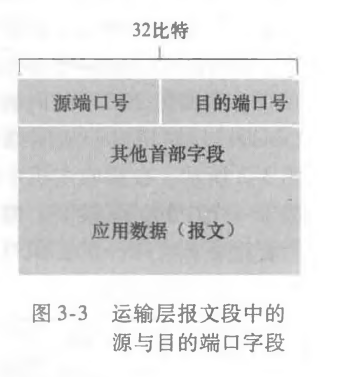 32比特
源端口号 目的端口号
其他首部字段
应用数据（报文）
图 3-3 运输层报文段中的
源与目的端口字段